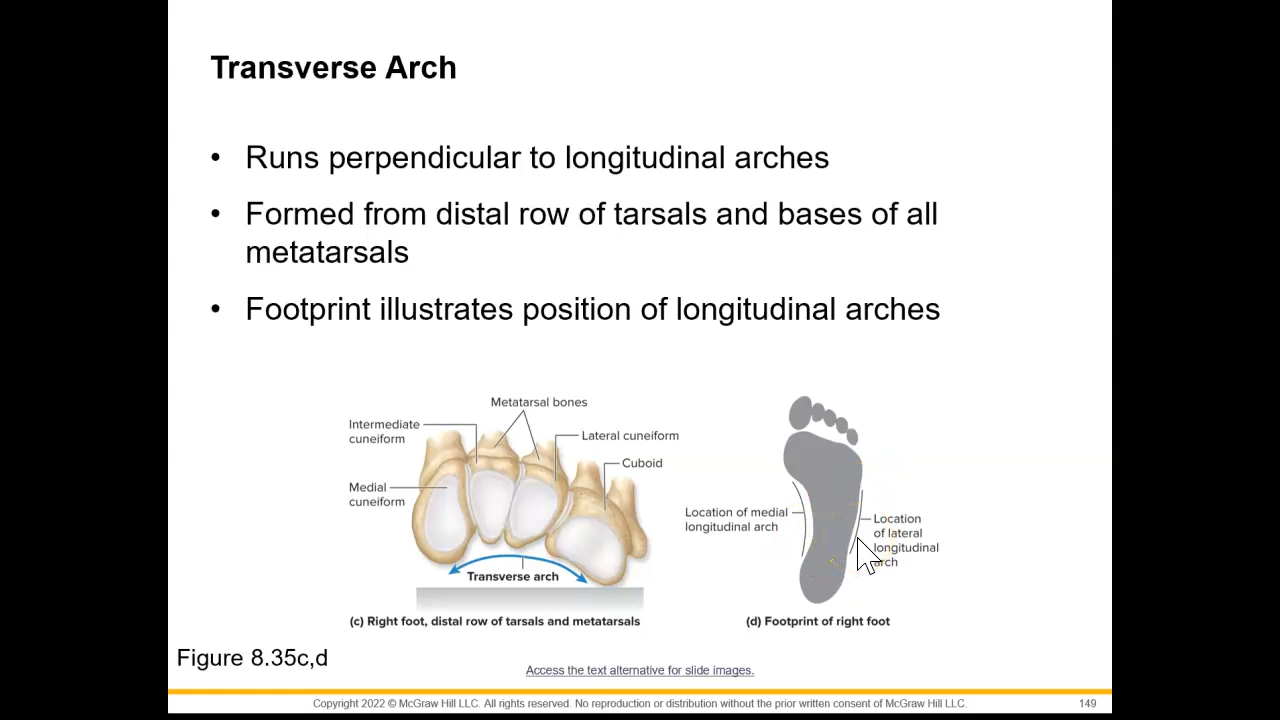 Transverse Arch
• Runs perpendicular to longitudinal arches
• Formed from distal row of tarsals and bases of all
metatarsals
• Footprint illustrates position of longitudinal arches
Metatarsal bones
Intermediate
cuneiform
Lateral cuneiform
Cuboid
Medial
cuneiform
Transverse arch
(c) Right foot, distal row of tarsals and metatarsals
Location of medial
longitudinal arch
Location
of lateral
longitudinal
arch
(d) Footprint of right foot
Figure 8.35c,d
Access the text alternative for slide images.
Copyright 2022 © McGraw Hill LLC. All rights reserved. No reproduction or distribution without the prior written consent of McGraw Hill LLC.
149